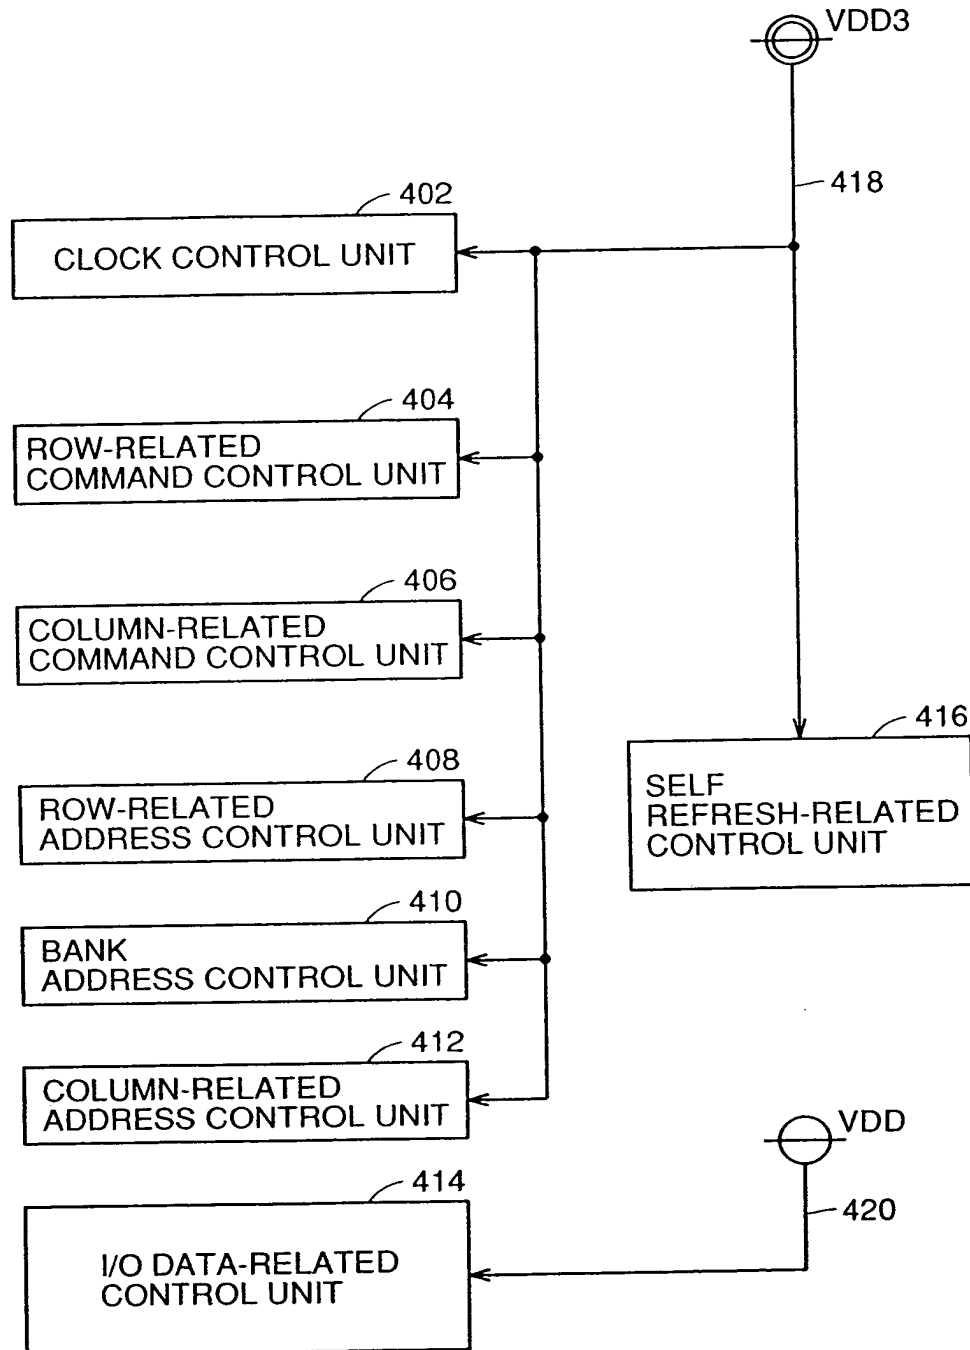 VDD3
418
402
CLOCK CONTROL UNIT
404
ROW-RELATED
COMMAND CONTROL UNIT
406
COLUMN-RELATED
COMMAND CONTROL UNIT
416
SELF
REFRESH-RELATED
CONTROL UNIT
408
ROW-RELATED
ADDRESS CONTROL UNIT
410
BANK
ADDRESS CONTROL UNIT
412
COLUMN-RELATED
ADDRESS CONTROL UNIT
VDD
420
414
I/O DATA-RELATED
CONTROL UNIT